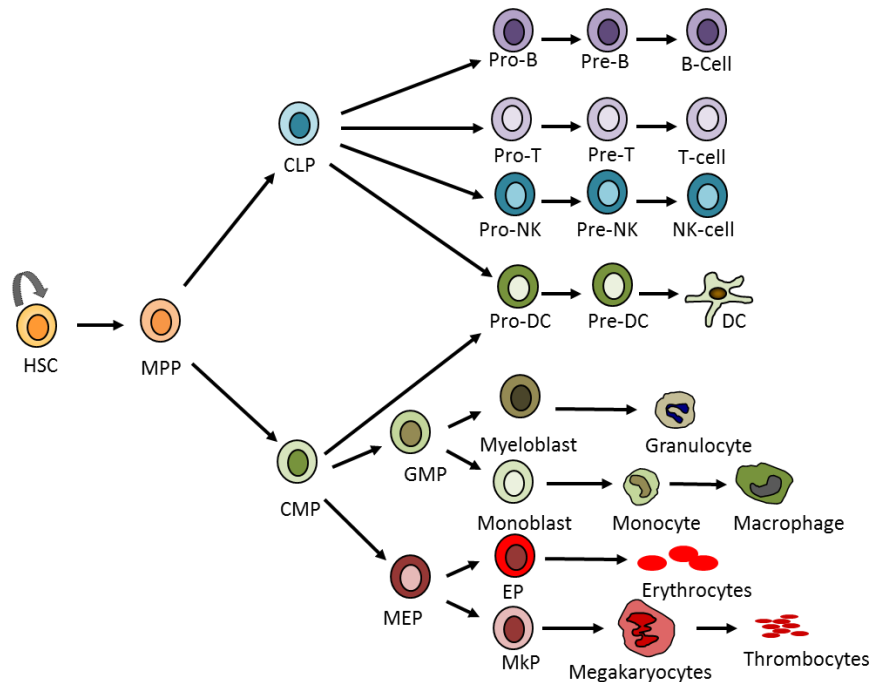 Pro-B Pre-B B-Cell
Pro-T Pre-T T-cell
CLP
Pro-NK Pre-NK NK-cell
Pro-DC Pre-DC DC
HSC MPP
Myeloblast Granulocyte
GMP
CMP Monoblast Monocyte Macrophage
EP Erythrocytes
MEP
MkP Megakaryocytes Thrombocytes